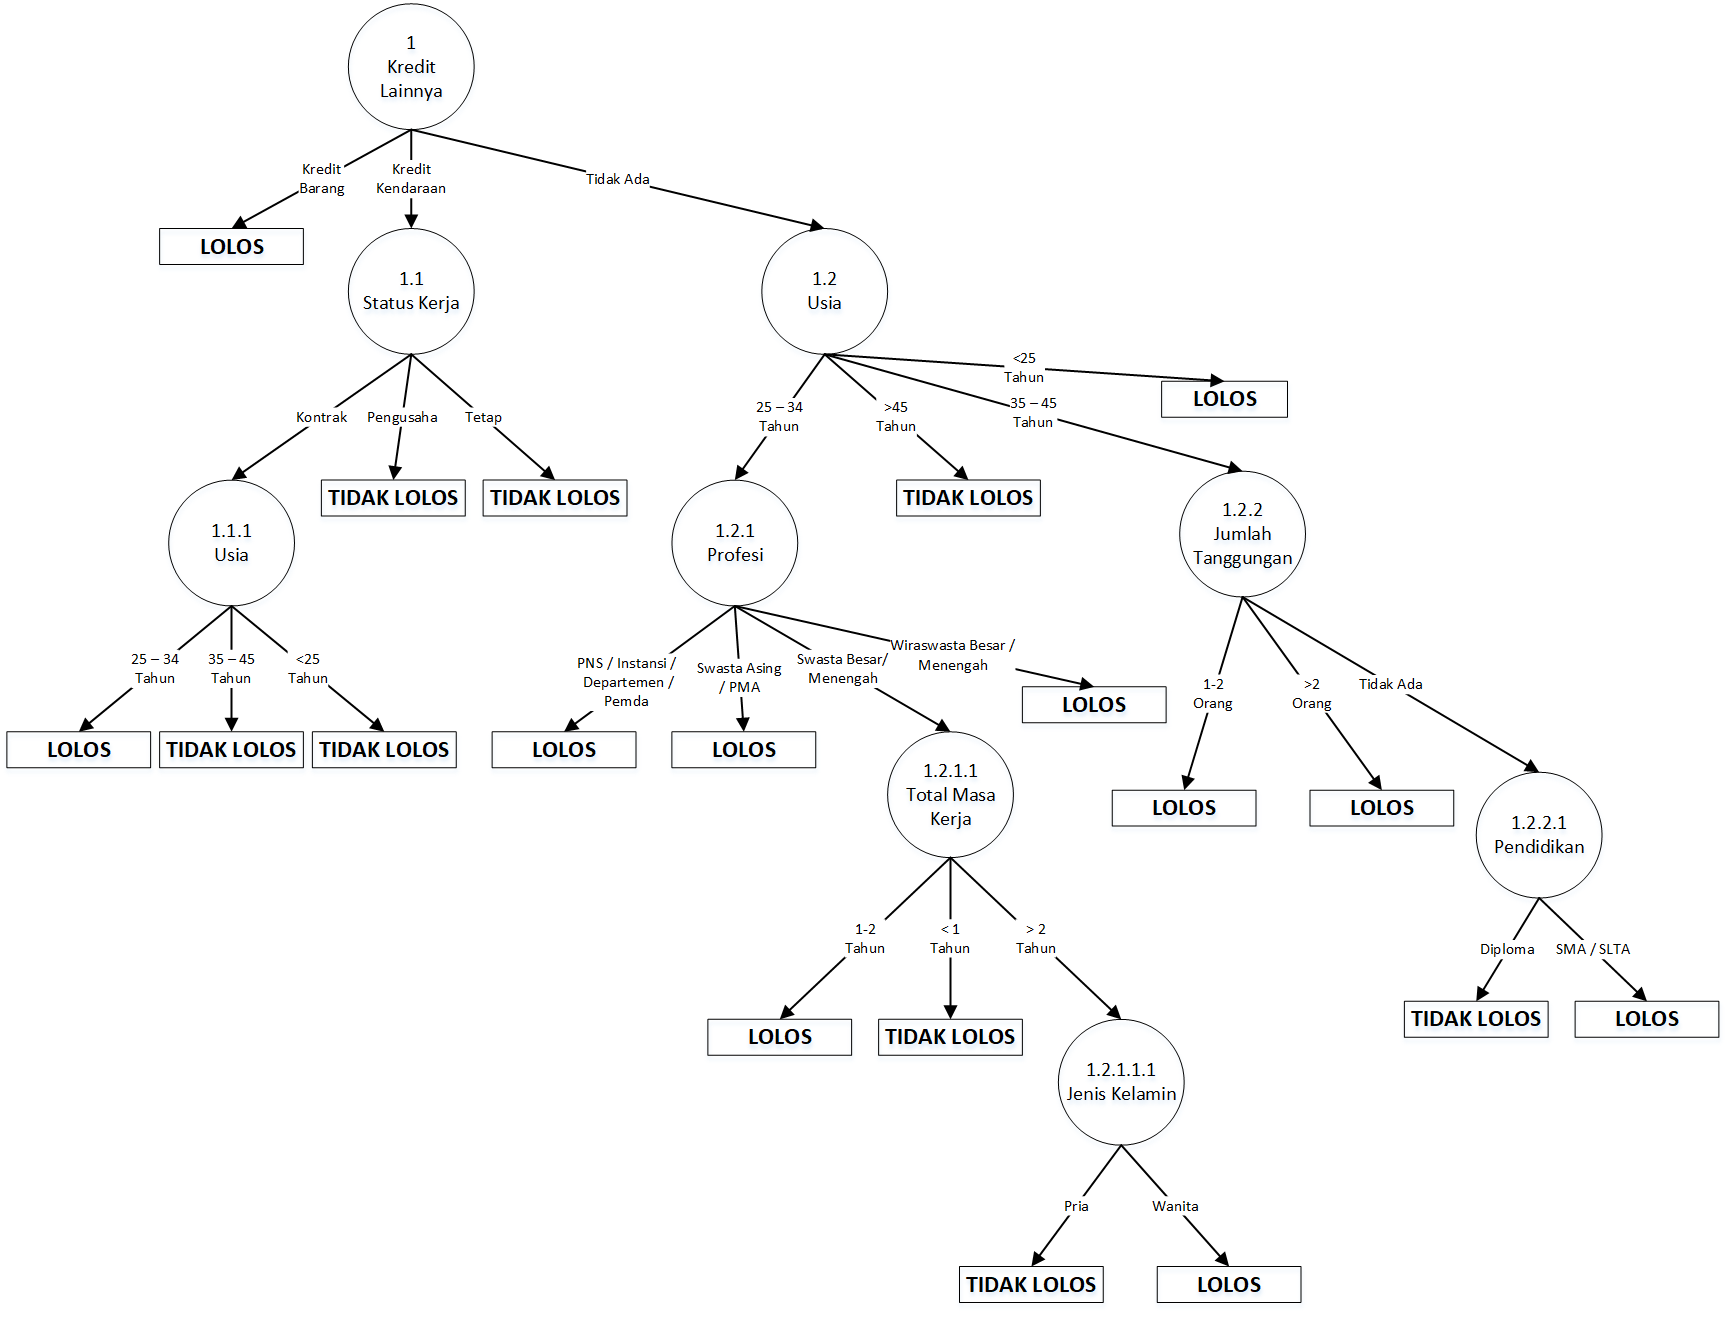 1
Kredit
Lainnya
Kredit
Barang
Kredit
Kendaraan
Tidak Ada
LOLOS
1.1
Status Kerja
1.2
Usia
<25
Tahun
LOLOS
Kontrak
Pengusaha
Tetap
25 – 34
Tahun
>45
Tahun
35 – 45
Tahun
1.1.1
Usia
TIDAK LOLOS
TIDAK LOLOS
1.2.1
Profesi
TIDAK LOLOS
1.2.2
Jumlah
Tanggungan
25 – 34
Tahun
35 – 45
Tahun
<25
Tahun
PNS / Instansi /
Departemen /
Pemda
Swasta Asing
/ PMA
Swasta Besar/
Menengah
Wiraswasta Besar /
Menengah
LOLOS
1-2
Orang
>2
Orang
Tidak Ada
LOLOS
TIDAK LOLOS
TIDAK LOLOS
LOLOS
LOLOS
1.2.1.1
Total Masa
Kerja
LOLOS
LOLOS
1.2.2.1
Pendidikan
1-2
Tahun
< 1
Tahun
> 2
Tahun
Diploma
SMA / SLTA
LOLOS
TIDAK LOLOS
TIDAK LOLOS
LOLOS
1.2.1.1.1
Jenis Kelamin
Pria
Wanita
TIDAK LOLOS
LOLOS